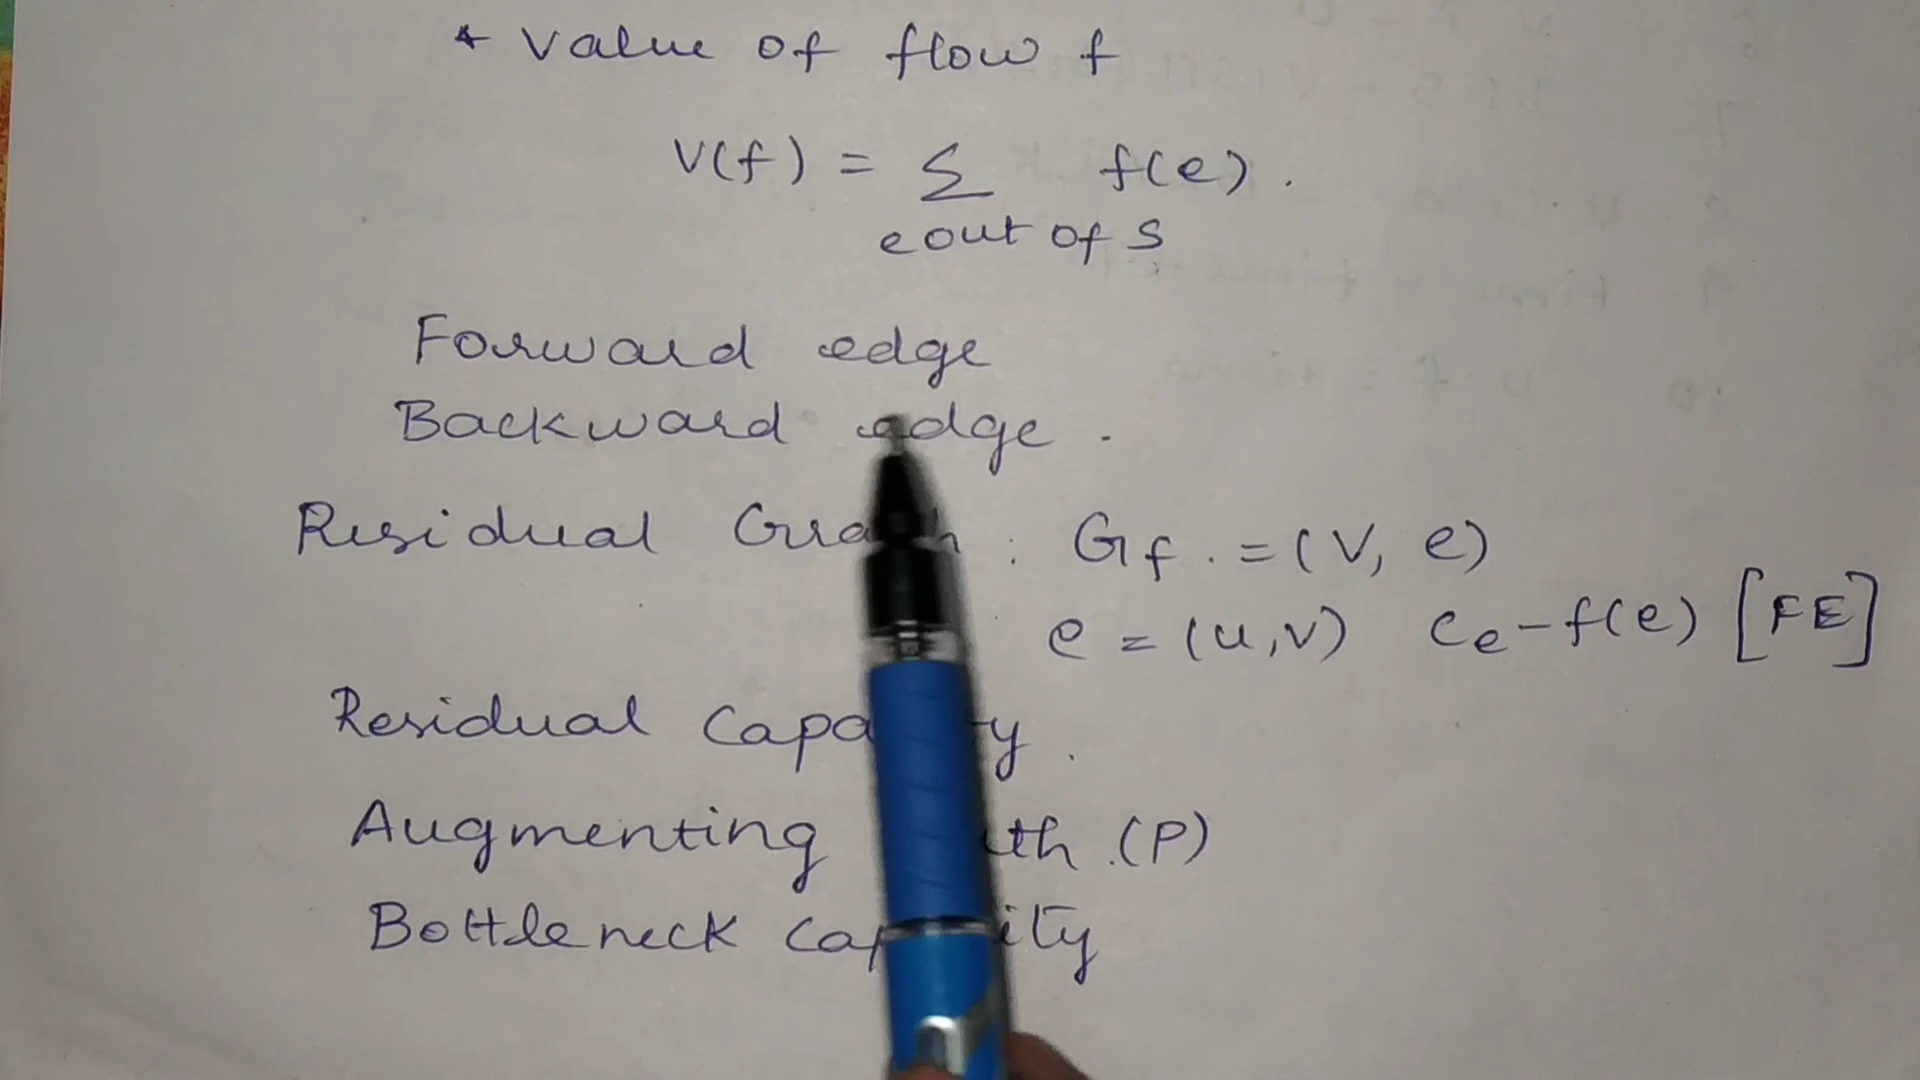 * Value of flow f
V(f) = Σ f(e).
e out of S
Forward edge
Backward edge.
Residual : Gf. = (V, e)
e = (u,v) Ce-f(e) [FE]
Residual
Augmenting (P)
Bottleneck